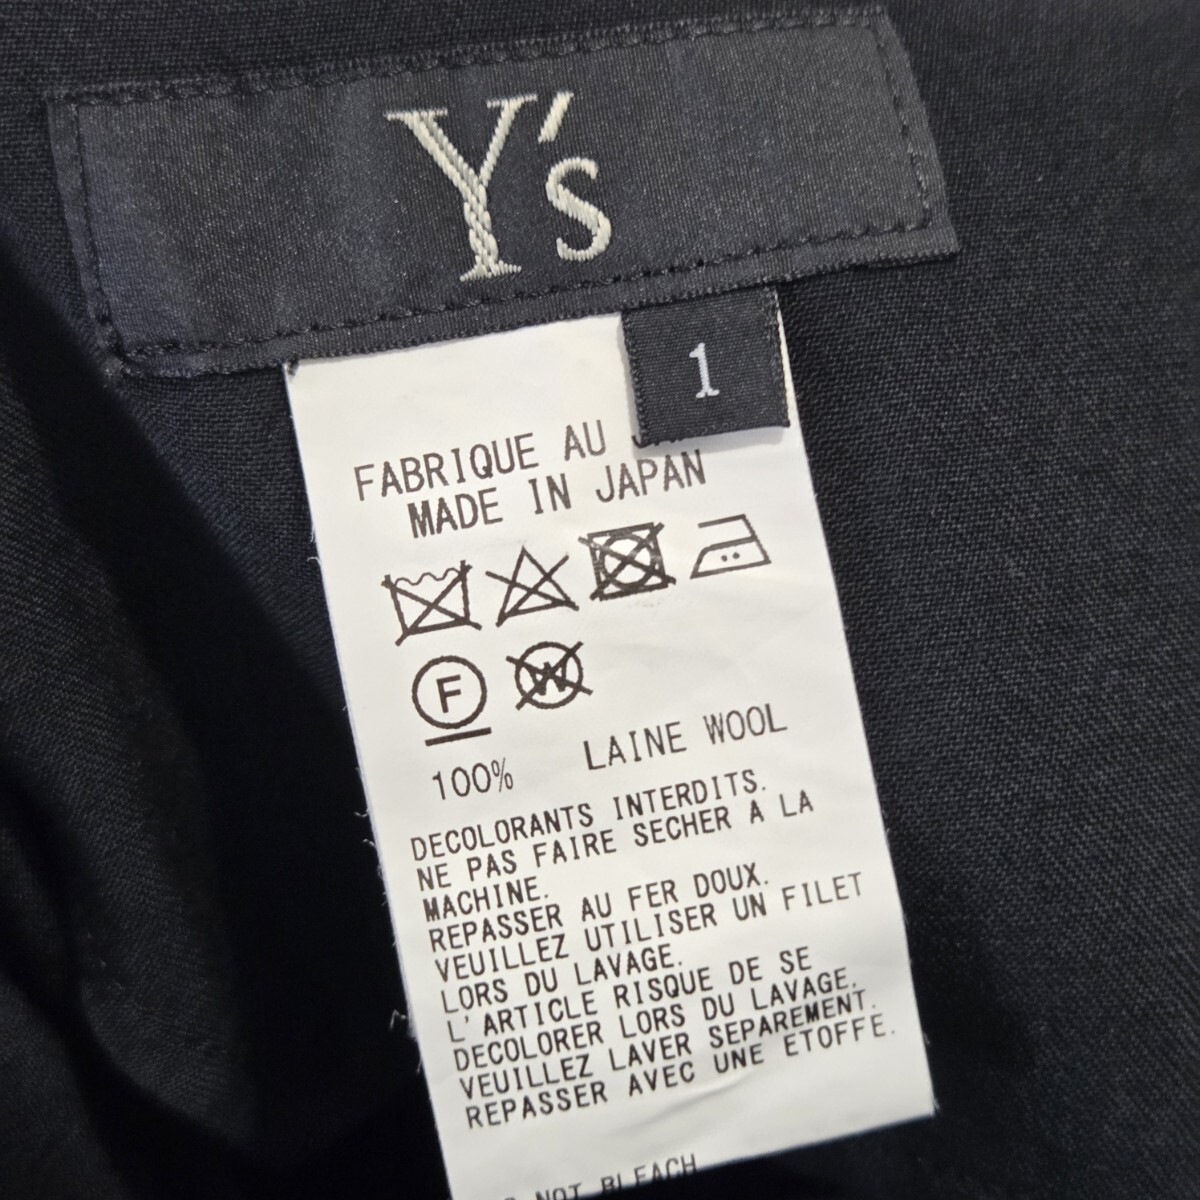 Y's
1
FABRIQUE AU
MADE IN JAPAN
F
W
100% LAINE WOOL
DECOLORANTS INTERDITS.
NE PAS FAIRE SECHER A LA
MACHINE.
REPASSER AU FER DOUX.
VEUILLEZ UTILISER UN FILET
LORS DU LAVAGE.
L'ARTICLE RISQUE DE SE
DECOLORER LORS DU LAVAGE.
VEUILLEZ LAVER SEPAREMENT.
REPASSER AVEC UNE ETOFFE.
NOT BLEACH